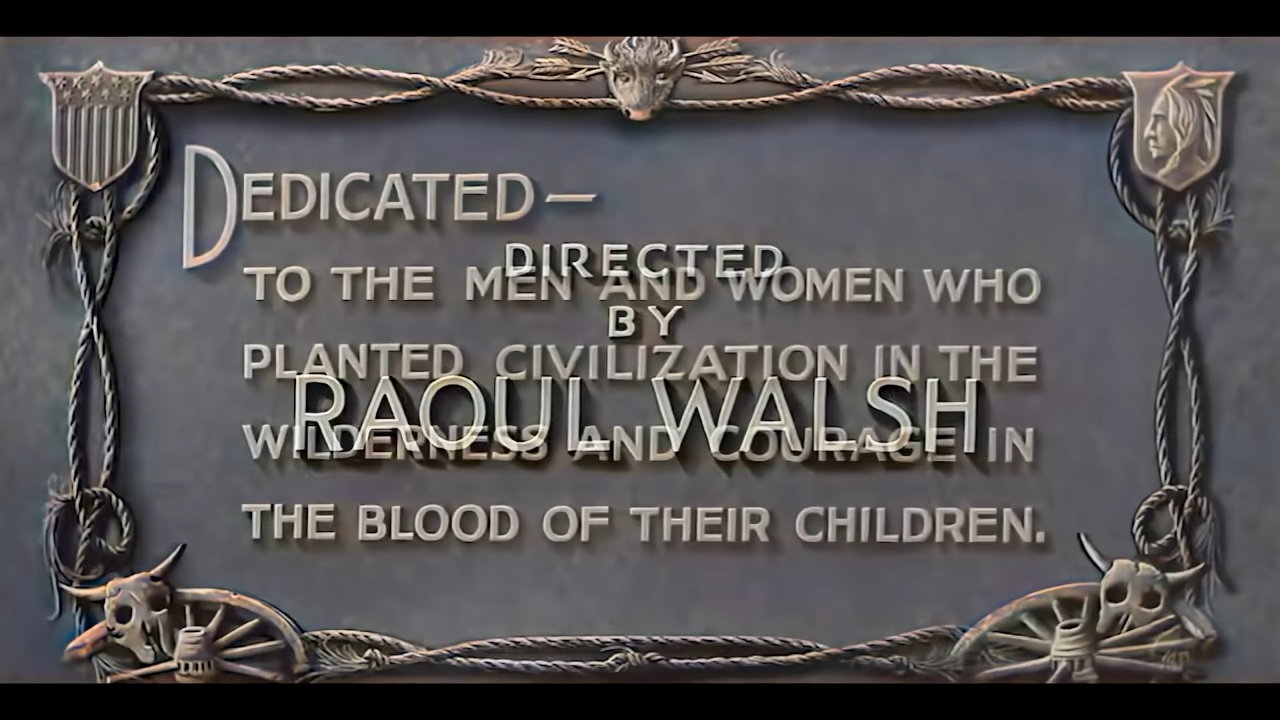 DEDICATED—
DIRECTED
TO THE MEN AND WOMEN WHO
BY
PLANTED CIVILIZATION IN THE
RAOUL WALSH
WILDERNESS AND COURAGE IN
THE BLOOD OF THEIR CHILDREN.